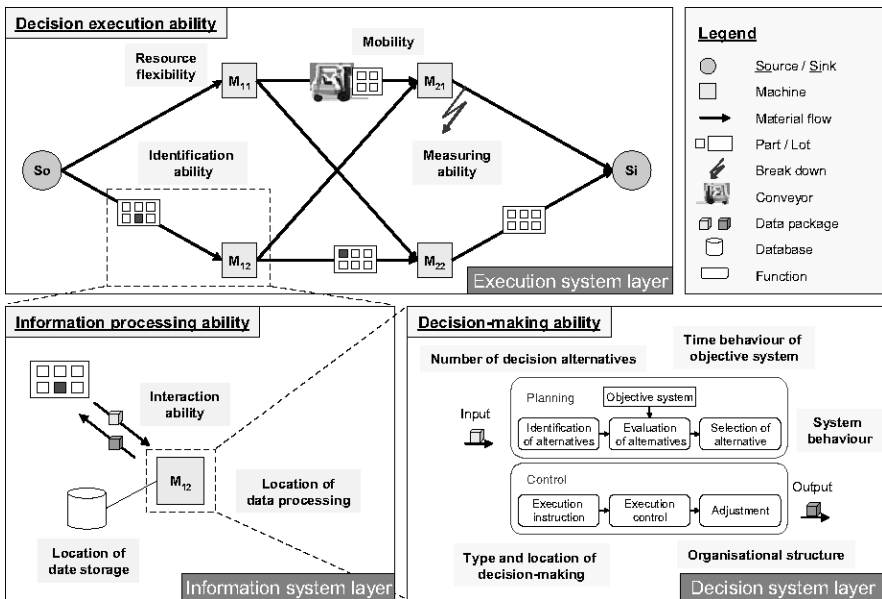 Decision execution ability
Resource
flexibility
Mobility
M11
M21
So
Identification
ability
Measuring
ability
Si
M12
M22
Execution system layer
Legend
Source / Sink
Machine
Material flow
Part / Lot
Break down
Conveyor
Data package
Database
Function
Information processing ability
Interaction
ability
M12
Location of
data processing
Location of
date storage
Information system layer
Decision-making ability
Number of decision alternatives
Time behaviour
of objective system
Planning
Objective system
Input
Identification
of alternatives
Evaluation
of alternatives
Selection of
alternative
System
behaviour
Control
Execution
instruction
Execution
control
Adjustment
Output
Type and location of
decision-making
Organisational structure
Decision system layer